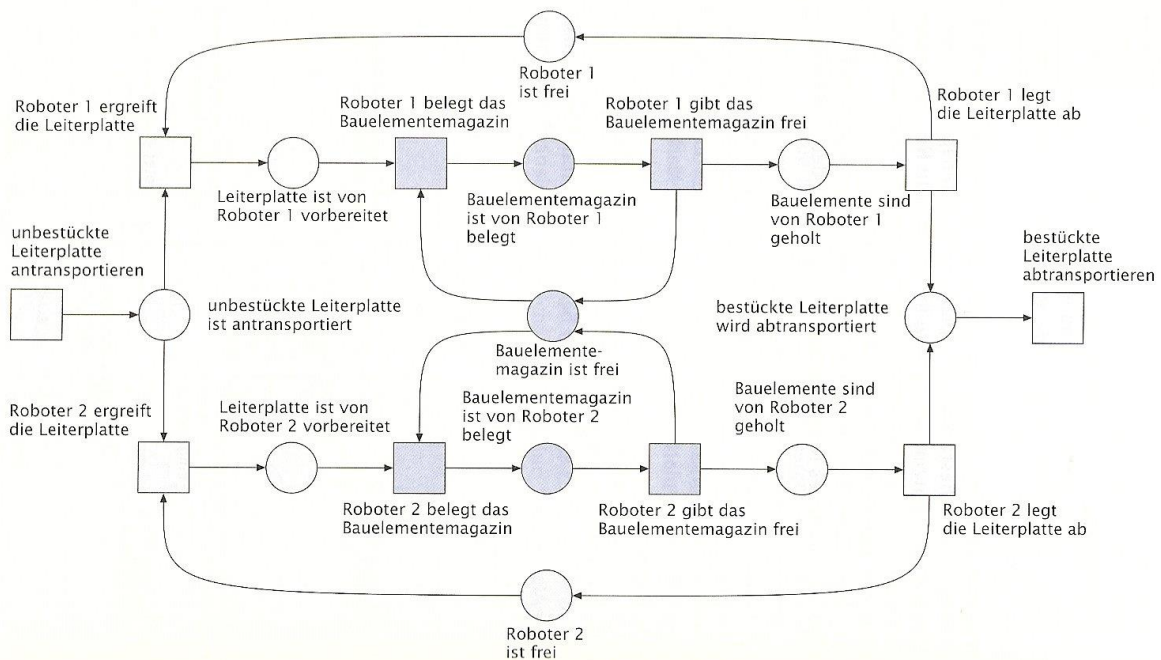 Roboter 1
ist frei
Roboter 1 ergreift
die Leiterplatte
Roboter 1 belegt das
Bauelementemagazin
Roboter 1 gibt das
Bauelementemagazin frei
Roboter 1 legt
die Leiterplatte ab
Leiterplatte ist von
Roboter 1 vorbereitet
Bauelementemagazin
ist von Roboter 1
belegt
Bauelemente sind
von Roboter 1
geholt
unbestückte
Leiterplatte
antransportieren
bestückte
Leiterplatte
abtransportieren
unbestückte Leiterplatte
ist antransportiert
bestückte Leiterplatte
wird abtransportiert
Bauelemente-
magazin ist frei
Roboter 2 ergreift
die Leiterplatte
Leiterplatte ist von
Roboter 2 vorbereitet
Bauelementemagazin
ist von Roboter 2
belegt
Bauelemente sind
von Roboter 2
geholt
Roboter 2 belegt das
Bauelementemagazin
Roboter 2 gibt das
Bauelementemagazin frei
Roboter 2 legt
die Leiterplatte ab
Roboter 2
ist frei